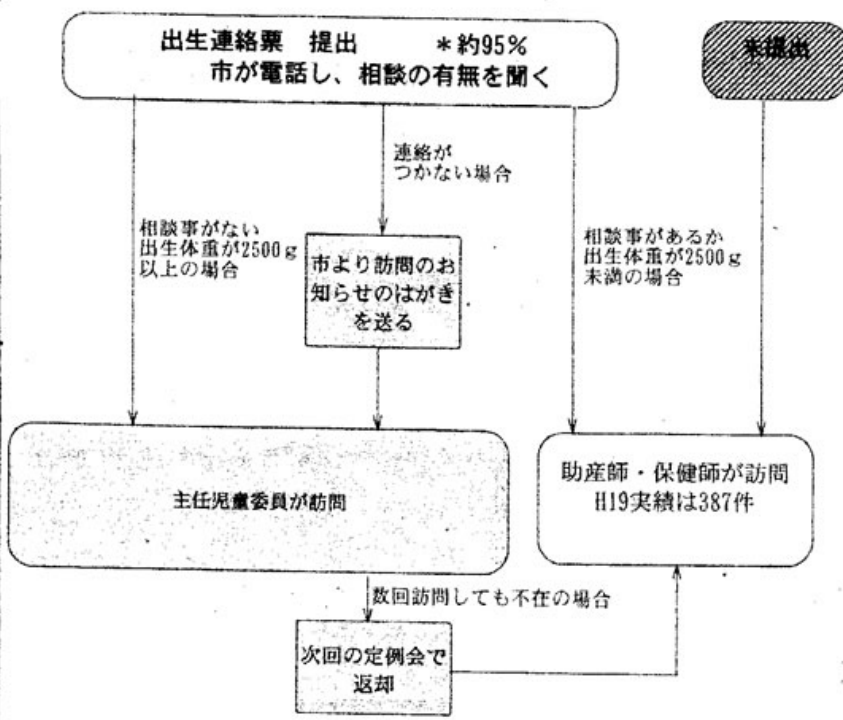 出生連絡票 提出 *約95%
市が電話し、相談の有無を聞く
未提出
連絡が
つかない場合
相談事がない
出生体重が2500g
以上の場合
市より訪問のお
知らせのはがき
を送る
相談事があるか
出生体重が2500g
未満の場合
主任児童委員が訪問
助産師・保健師が訪問
H19実績は387件
数回訪問しても不在の場合
次回の定例会で
返却